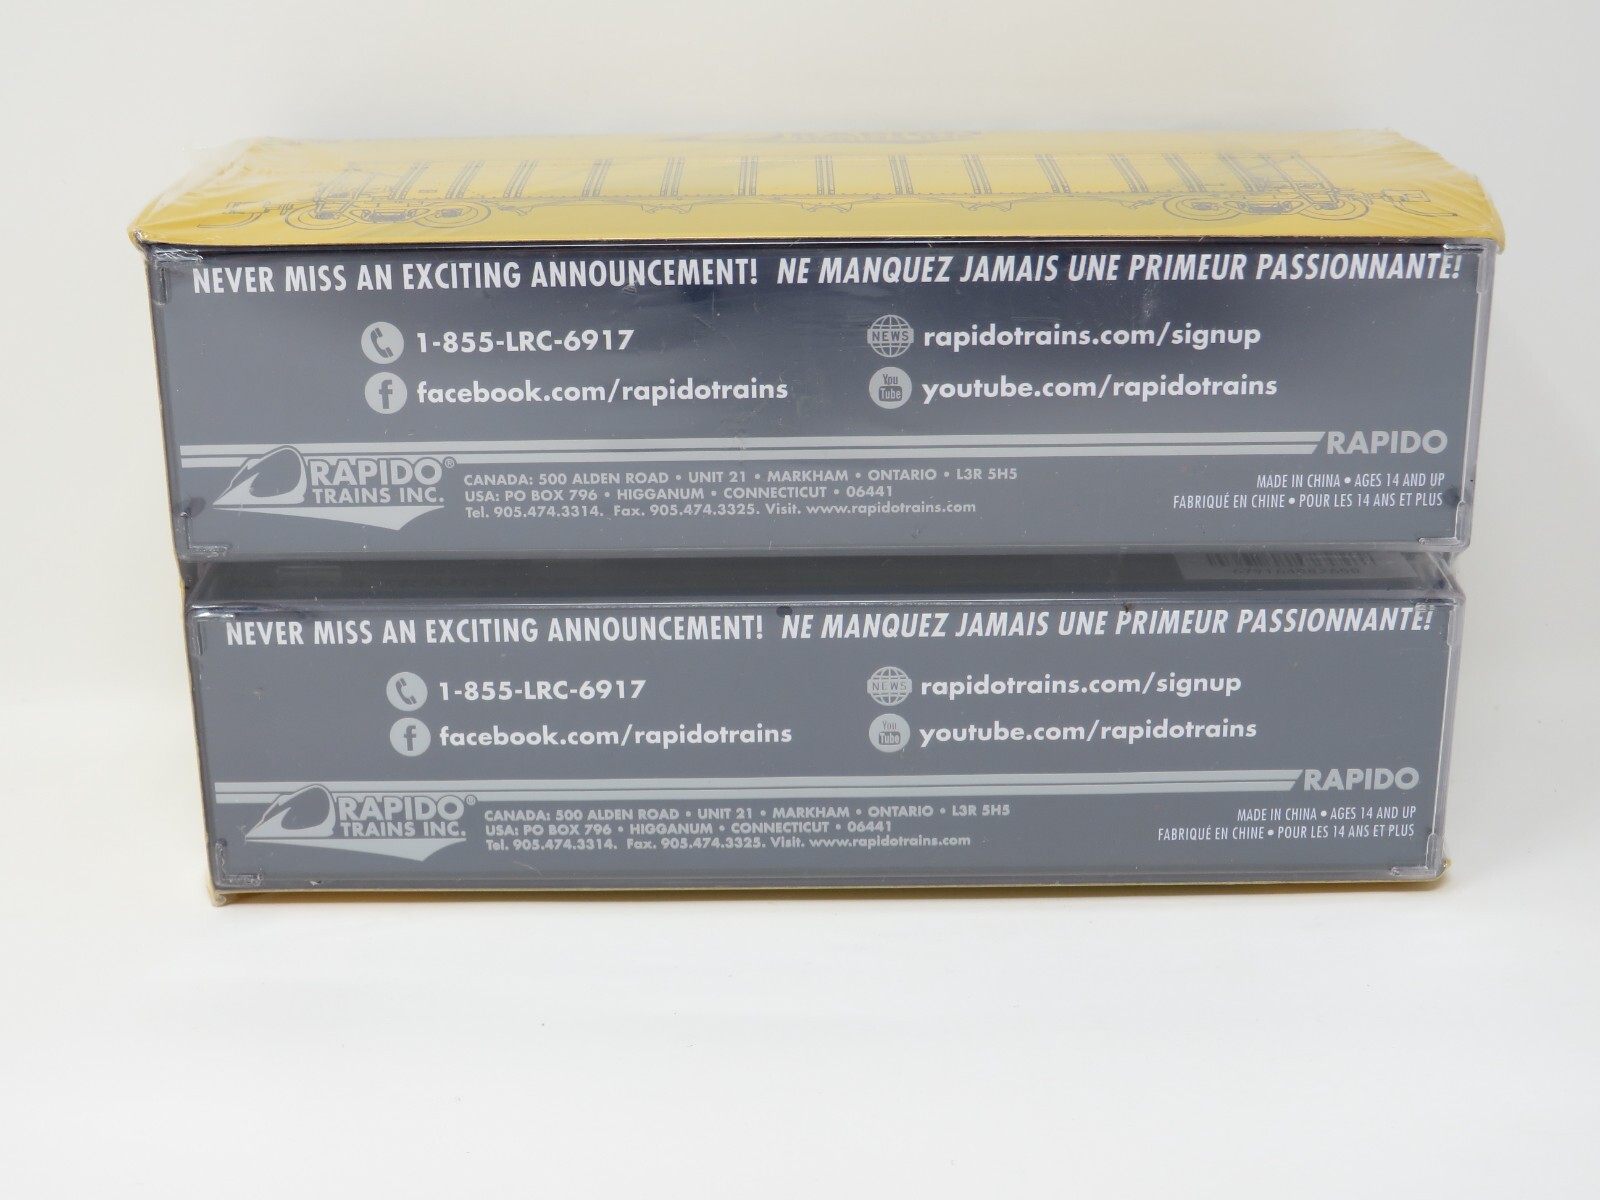 NEVER MISS AN EXCITING ANNOUNCEMENT! NE MANQUEZ JAMAIS UNE PRIMEUR PASSIONNANTE!
1-855-LRC-6917
NEWS rapidotrains.com/signup
f facebook.com/rapidotrains
You Tube youtube.com/rapidotrains
RAPIDO
RAPIDO®
TRAINS INC.
CANADA: 500 ALDEN ROAD • UNIT 21 • MARKHAM • ONTARIO • L3R 5H5
USA: PO BOX 796 • HIGGANUM • CONNECTICUT • 06441
Tel. 905.474.3314. Fax. 905.474.3325. Visit. www.rapidotrains.com
MADE IN CHINA • AGES 14 AND UP
FABRIQUÉ EN CHINE • POUR LES 14 ANS ET PLUS
NEVER MISS AN EXCITING ANNOUNCEMENT! NE MANQUEZ JAMAIS UNE PRIMEUR PASSIONNANTE!
1-855-LRC-6917
NEWS rapidotrains.com/signup
f facebook.com/rapidotrains
You Tube youtube.com/rapidotrains
RAPIDO
RAPIDO®
TRAINS INC.
CANADA: 500 ALDEN ROAD • UNIT 21 • MARKHAM • ONTARIO • L3R 5H5
USA: PO BOX 796 • HIGGANUM • CONNECTICUT • 06441
Tel. 905.474.3314. Fax. 905.474.3325. Visit. www.rapidotrains.com
MADE IN CHINA • AGES 14 AND UP
FABRIQUÉ EN CHINE • POUR LES 14 ANS ET PLUS